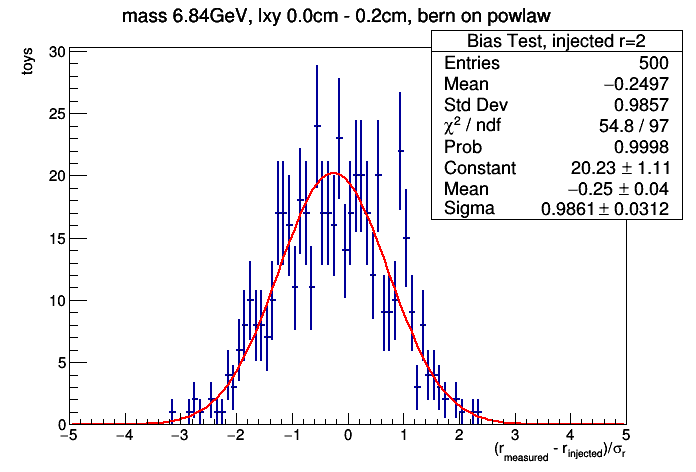 mass 6.84GeV, lxy 0.0cm - 0.2cm, bern on powlaw
Bias Test, injected r=2
Entries 500
Mean −0.2497
Std Dev 0.9857
χ² / ndf 54.8 / 97
Prob 0.9998
Constant 20.23 ± 1.11
Mean −0.25 ± 0.04
Sigma 0.9861 ± 0.0312
toys
30
25
20
15
10
5
0
−5 −4 −3 −2 −1 0 1 2 3 4 5
(r_measured - r_injected)/σ_r